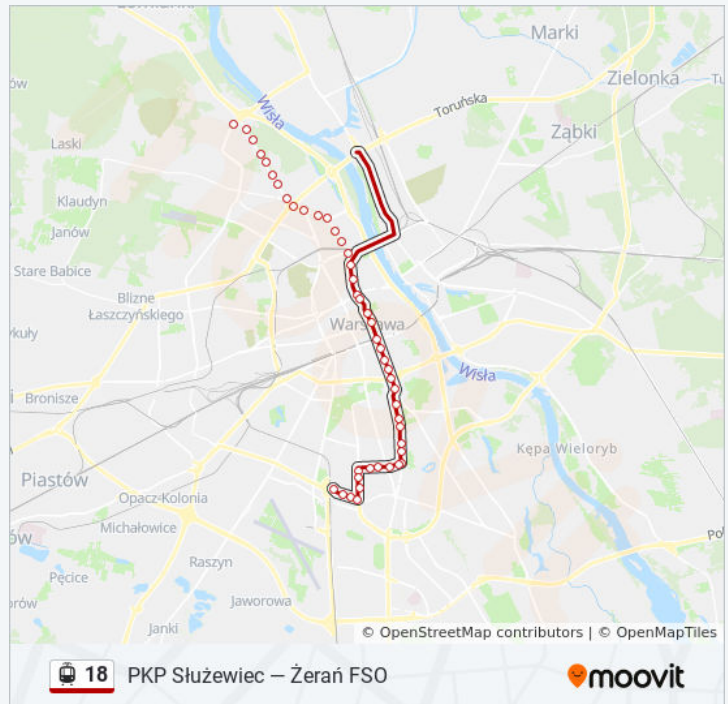 Marki
Zielonka
Wisła
Toruńska
Ząbki
Laski
Klaudyn
Janów
Stare Babice
Blizne
Łaszczyńskiego
Warszawa
Bronisze
Wisła
Kępa Wieloryb
Piastów
Opacz-Kolonia
Michałowice
Raszyn
Pęcice
Jaworowa
Janki
© OpenStreetMap contributors | © OpenMapTiles
18 PKP Służewiec — Żerań FSO
moovit